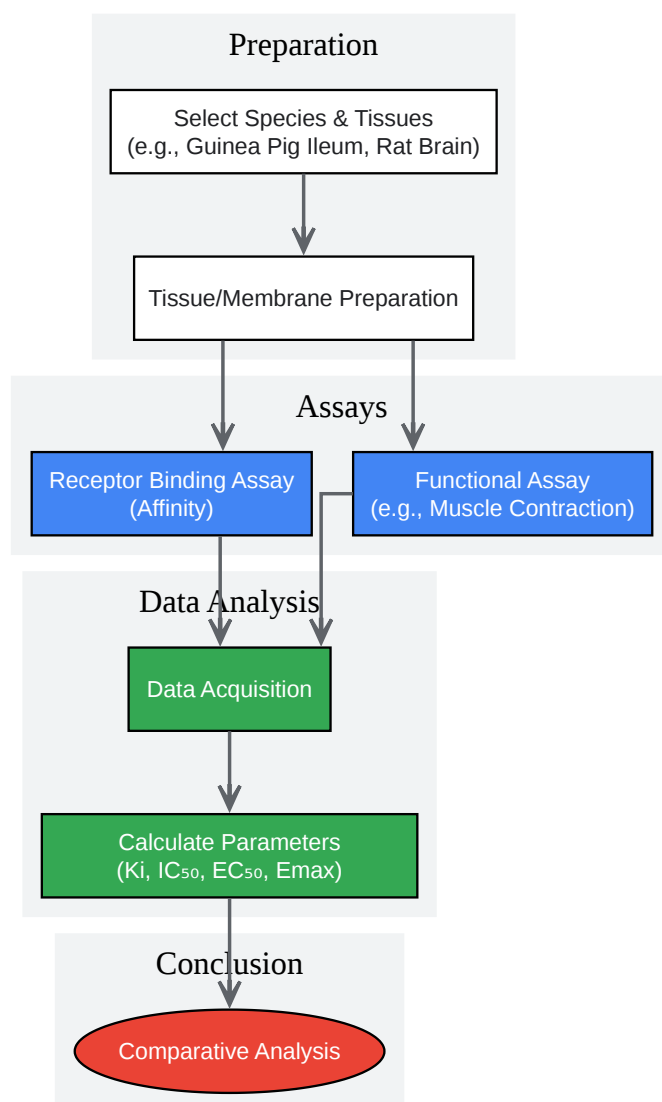 Preparation
Select Species & Tissues
(e.g., Guinea Pig Ileum, Rat Brain)
Tissue/Membrane Preparation
Assays
Receptor Binding Assay
(Affinity)
Functional Assay
(e.g., Muscle Contraction)
Data Analysis
Data Acquisition
Calculate Parameters
(Ki, IC₅₀, EC₅₀, Emax)
Conclusion
Comparative Analysis